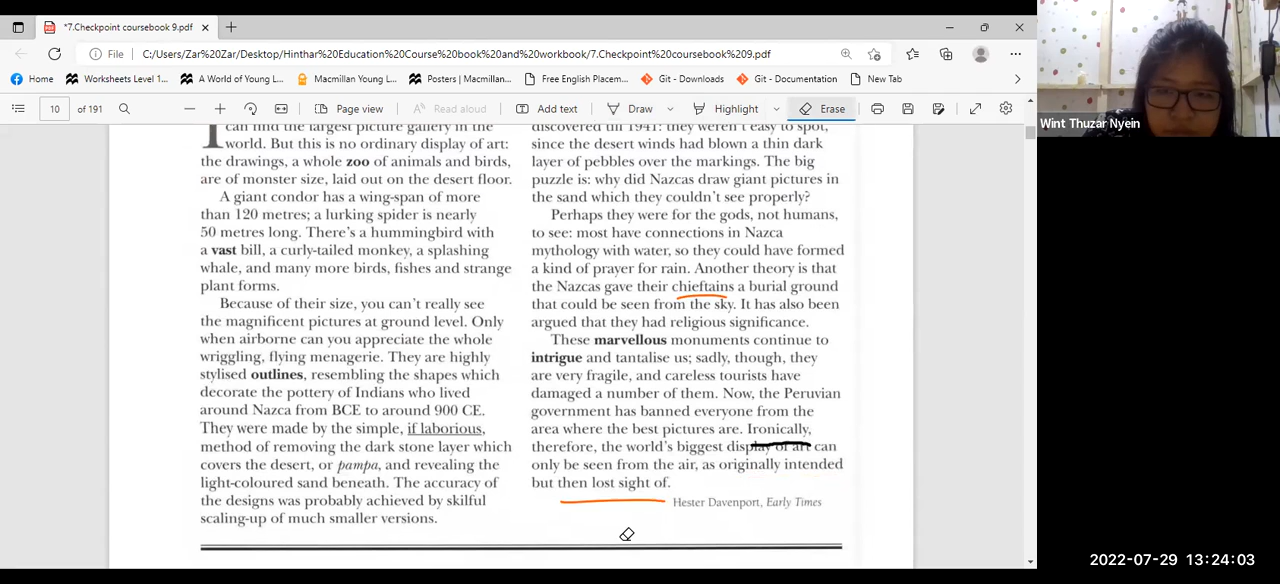 *7.Checkpoint coursebook 9.pdf
File C:/Users/Zar%20Zar/Desktop/Hinthar%20Education%20Course%20book%20and%20workbook/7.Checkpoint%20coursebook%209.pdf
Home Worksheets Level 1... A World of Young L... Macmillan Young L... Posters | Macmillan... Free English Placem... Git - Downloads Git - Documentation New Tab
10 of 191 Page view Read aloud Add text Draw Highlight Erase
Wint Thuzar Nyein
can find the largest picture gallery in the
world. But this is no ordinary display of art:
the drawings, a whole zoo of animals and birds,
are of monster size, laid out on the desert floor.
A giant condor has a wing-span of more
than 120 metres; a lurking spider is nearly
50 metres long. There's a hummingbird with
a vast bill, a curly-tailed monkey, a splashing
whale, and many more birds, fishes and strange
plant forms.
Because of their size, you can't really see
the magnificent pictures at ground level. Only
when airborne can you appreciate the whole
wriggling, flying menagerie. They are highly
stylised outlines, resembling the shapes which
decorate the pottery of Indians who lived
around Nazca from BCE to around 900 CE.
They were made by the simple, if laborious,
method of removing the dark stone layer which
covers the desert, or pampa, and revealing the
light-coloured sand beneath. The accuracy of
the designs was probably achieved by skilful
scaling-up of much smaller versions.
discovered till 1941: they weren't easy to spot,
since the desert winds had blown a thin dark
layer of pebbles over the markings. The big
puzzle is: why did Nazcas draw giant pictures in
the sand which they couldn't see properly?
Perhaps they were for the gods, not humans,
to see: most have connections in Nazca
mythology with water, so they could have formed
a kind of prayer for rain. Another theory is that
the Nazcas gave their chieftains a burial ground
that could be seen from the sky. It has also been
argued that they had religious significance.
These marvellous monuments continue to
intrigue and tantalise us; sadly, though, they
are very fragile, and careless tourists have
damaged a number of them. Now, the Peruvian
government has banned everyone from the
area where the best pictures are. Ironically,
therefore, the world's biggest display of art can
only be seen from the air, as originally intended
but then lost sight of.
Hester Davenport, Early Times
2022-07-29 13:24:03